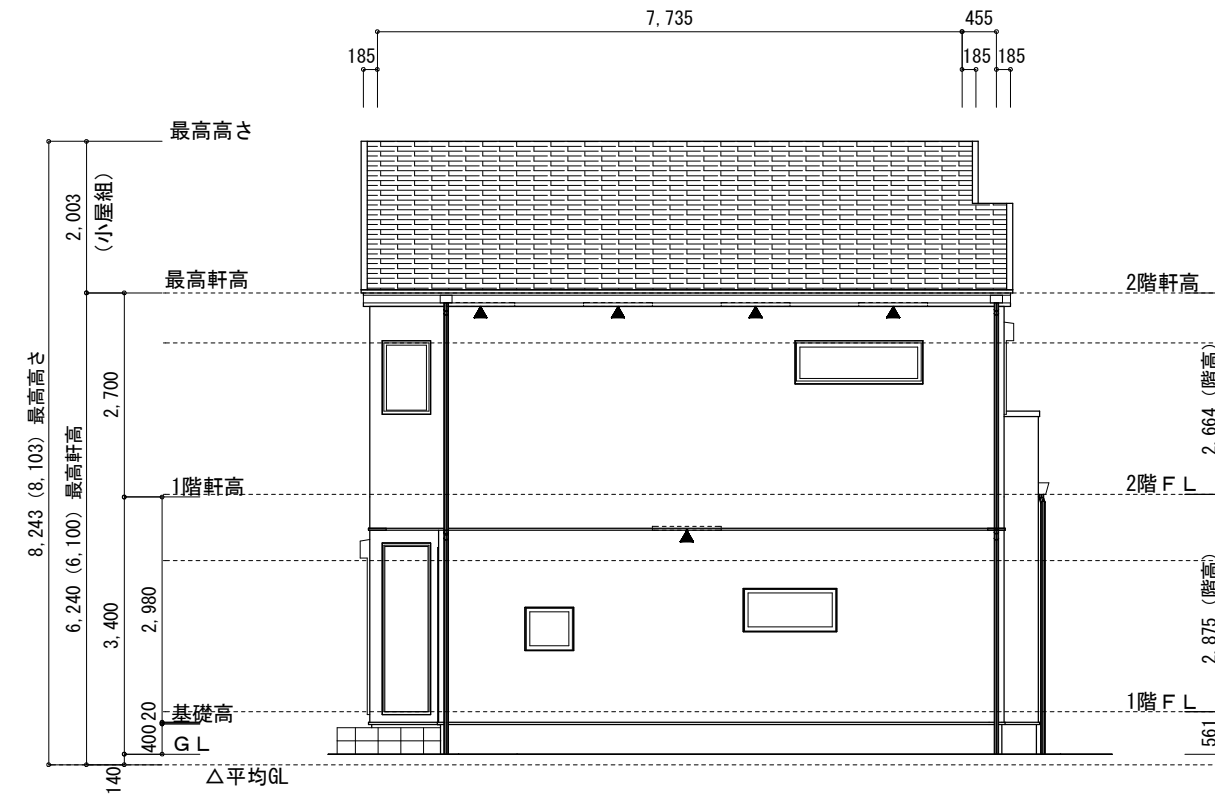 7,735
455
185
185
185
最高高さ
2,003
(小屋組)
最高軒高
2階軒高
8,243 (8,103) 最高高さ
6,240 (6,100) 最高軒高
2,700
2,664 (階高)
1階軒高
2階ＦＬ
3,400
2,980
2,875 (階高)
20
基礎高
1階ＦＬ
400
ＧＬ
561
140
△平均GL